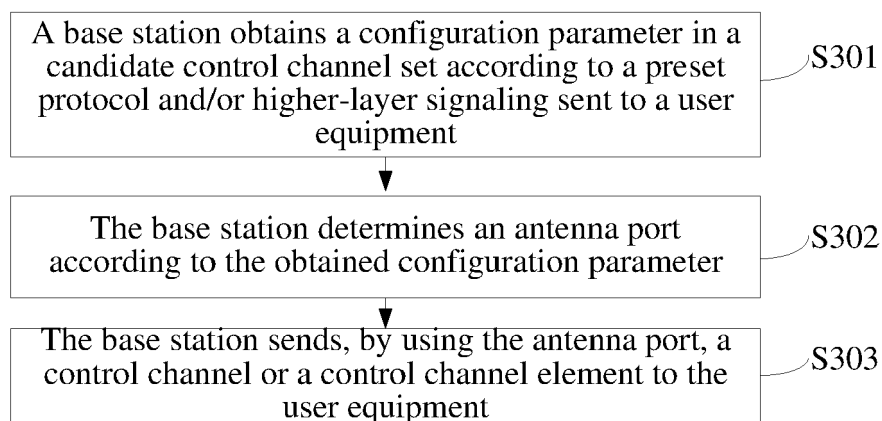 A base station obtains a configuration parameter in a
candidate control channel set according to a preset
protocol and/or higher-layer signaling sent to a user
equipment
S301
The base station determines an antenna port
according to the obtained configuration parameter
S302
The base station sends, by using the antenna port, a
control channel or a control channel element to the
user equipment
S303